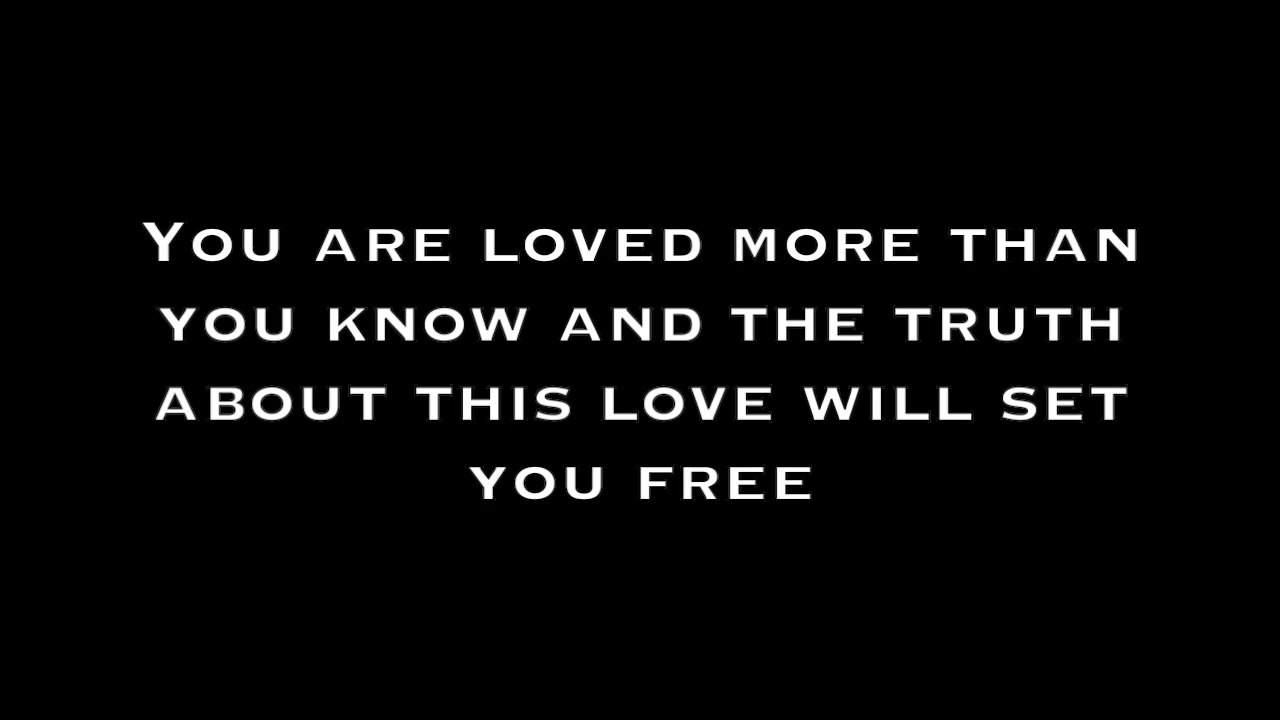 You are loved more than
you know and the truth
about this love will set
you free